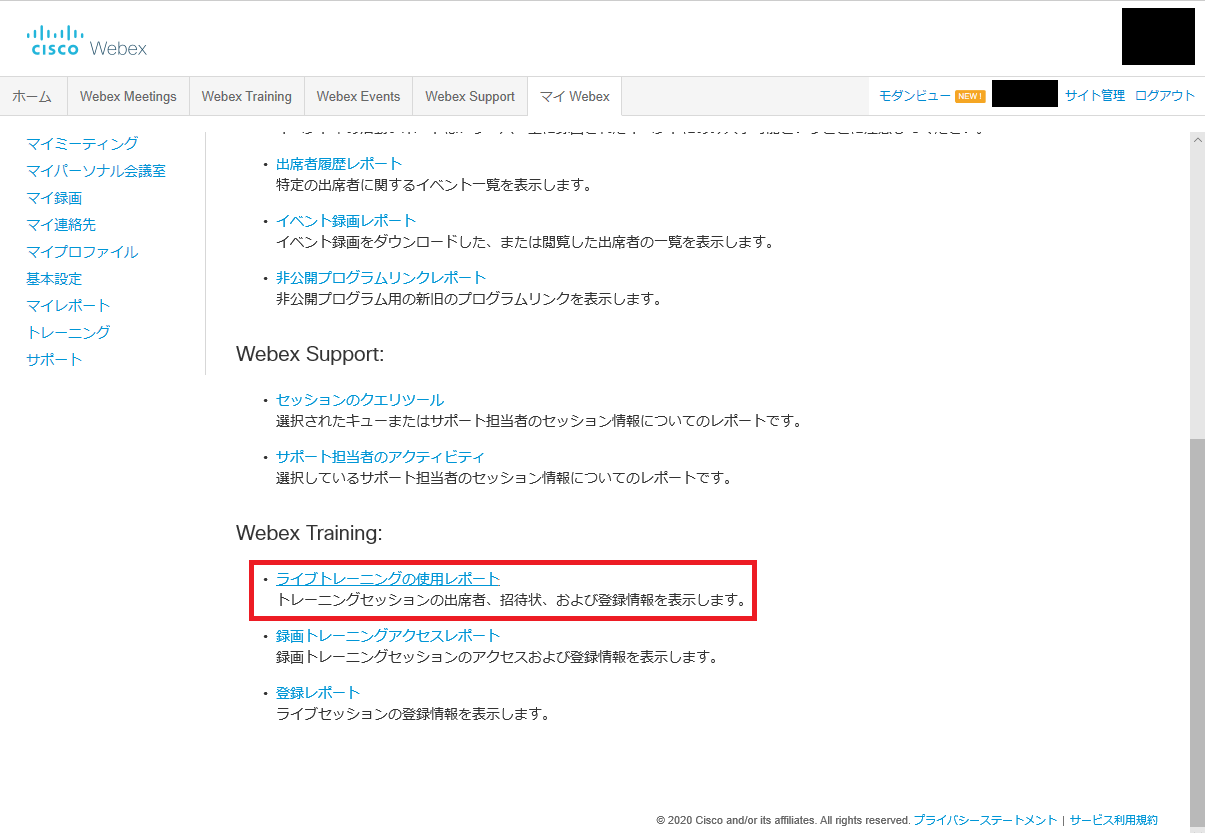 CISCO Webex
ホーム Webex Meetings Webex Training Webex Events Webex Support マイ Webex モダンビュー NEW! サイト管理 ログアウト
マイミーティング
マイパーソナル会議室
マイ録画
マイ連絡先
マイプロファイル
基本設定
マイレポート
トレーニング
サポート
・出席者履歴レポート
特定の出席者に関するイベント一覧を表示します。
・イベント録画レポート
イベント録画をダウンロードした、または閲覧した出席者の一覧を表示します。
・非公開プログラムリンクレポート
非公開プログラム用の新旧のプログラムリンクを表示します。
Webex Support:
・セッションのクエリツール
選択されたキューまたはサポート担当者のセッション情報についてのレポートです。
・サポート担当者のアクティビティ
選択しているサポート担当者のセッション情報についてのレポートです。
Webex Training:
・ライブトレーニングの使用レポート
トレーニングセッションの出席者、招待状、および登録情報を表示します。
・録画トレーニングアクセスレポート
録画トレーニングセッションのアクセスおよび登録情報を表示します。
・登録レポート
ライブセッションの登録情報を表示します。
© 2020 Cisco and/or its affiliates. All rights reserved. プライバシーステートメント | サービス利用規約